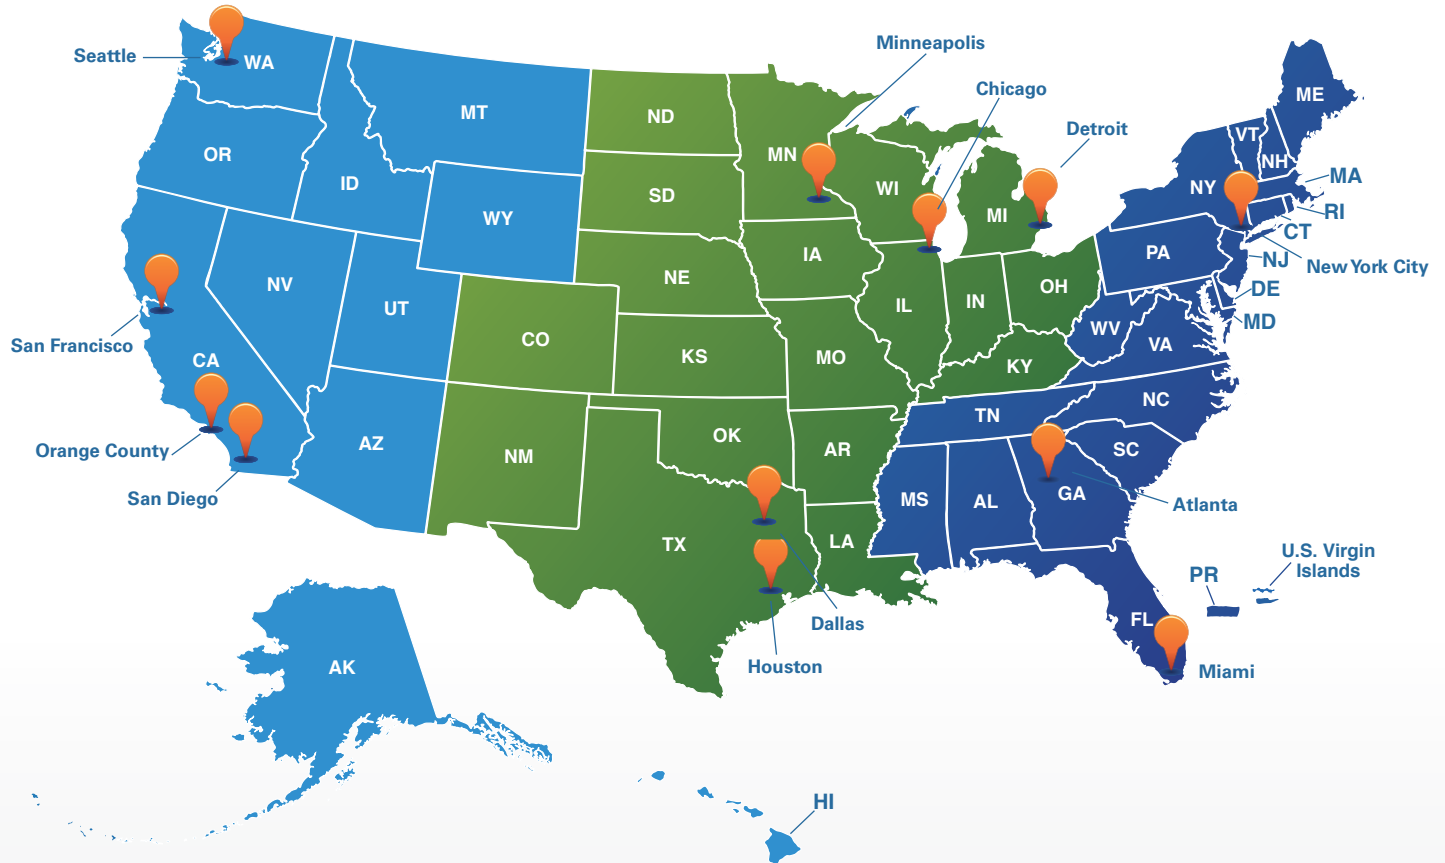 Seattle
WA
Minneapolis
Chicago
Detroit
ME
MT
ND
OR
ID
MN
VT
NH
SD
WI
NY
MA
WY
MI
RI
CT
NV
NE
IA
PA
NJ
New York City
UT
IL
IN
OH
DE
MD
San Francisco
CA
CO
KS
MO
WV
VA
KY
NC
TN
Orange County
AZ
NM
OK
AR
SC
San Diego
MS
AL
GA
Atlanta
TX
LA
U.S. Virgin
Islands
PR
Dallas
FL
Houston
Miami
AK
HI